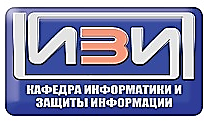 ИЗИ
КАФЕДРА ИНФОРМАТИКИ И
ЗАЩИТЫ ИНФОРМАЦИИ